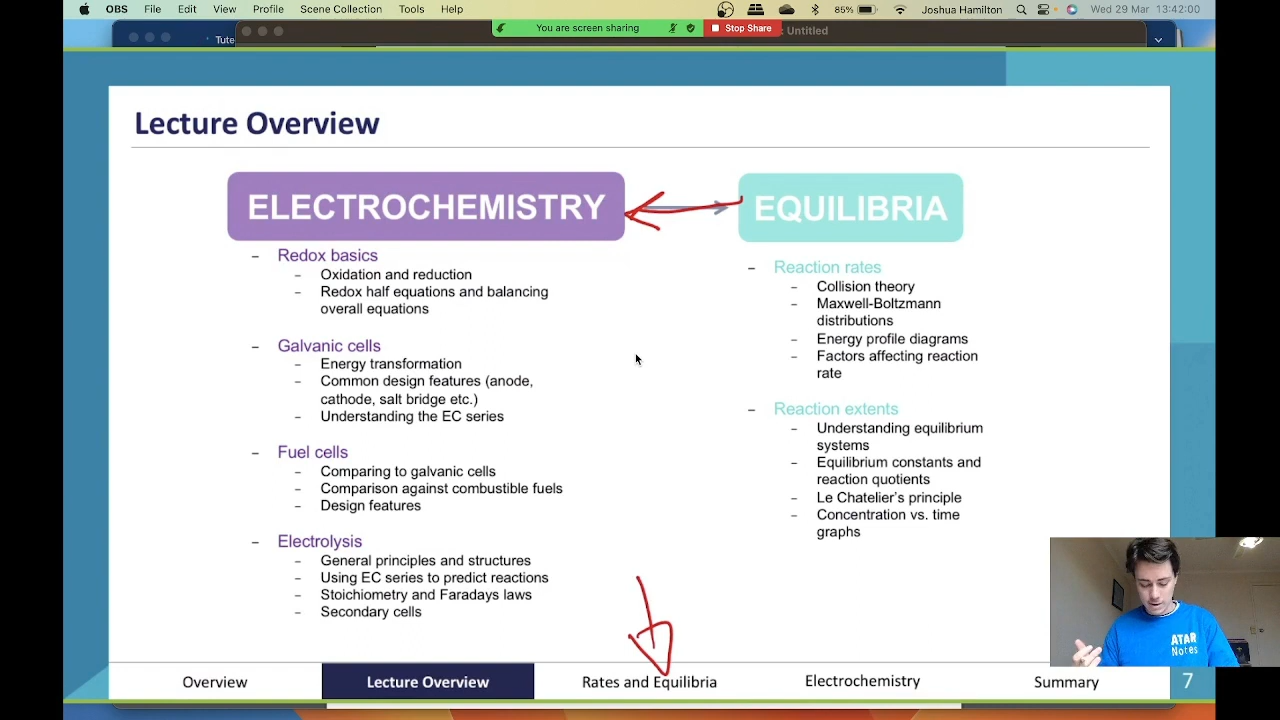 OBS File Edit View Profile Scene Collection Tools Help 85% Joshua Hamilton Wed 29 Mar 13:42:00
You are screen sharing Stop Share
Tute Untitled
Lecture Overview
ELECTROCHEMISTRY
- Redox basics
- Oxidation and reduction
- Redox half equations and balancing
overall equations
- Galvanic cells
- Energy transformation
- Common design features (anode,
cathode, salt bridge etc.)
- Understanding the EC series
- Fuel cells
- Comparing to galvanic cells
- Comparison against combustible fuels
- Design features
- Electrolysis
- General principles and structures
- Using EC series to predict reactions
- Stoichiometry and Faradays laws
- Secondary cells
EQUILIBRIA
- Reaction rates
- Collision theory
- Maxwell-Boltzmann
distributions
- Energy profile diagrams
- Factors affecting reaction
rate
- Reaction extents
- Understanding equilibrium
systems
- Equilibrium constants and
reaction quotients
- Le Chatelier's principle
- Concentration vs. time
graphs
ATAR
Notes
Overview Lecture Overview Rates and Equilibria Electrochemistry Summary 7